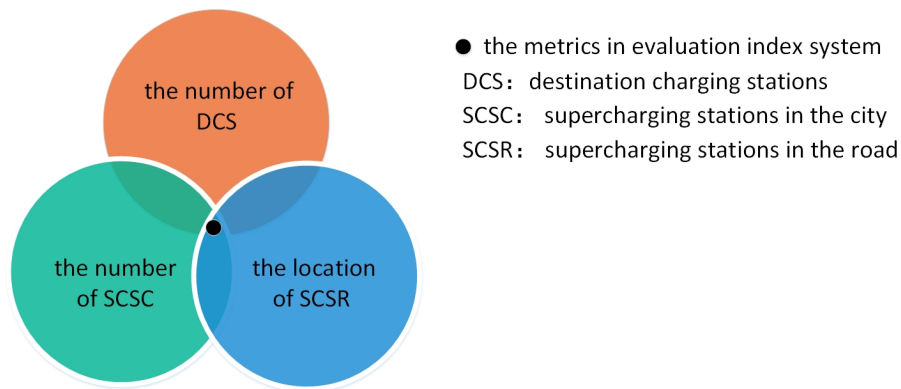 the number of
DCS
the number
of SCSC
the location
of SCSR
the metrics in evaluation index system
DCS： destination charging stations
SCSC： supercharging stations in the city
SCSR： supercharging stations in the road